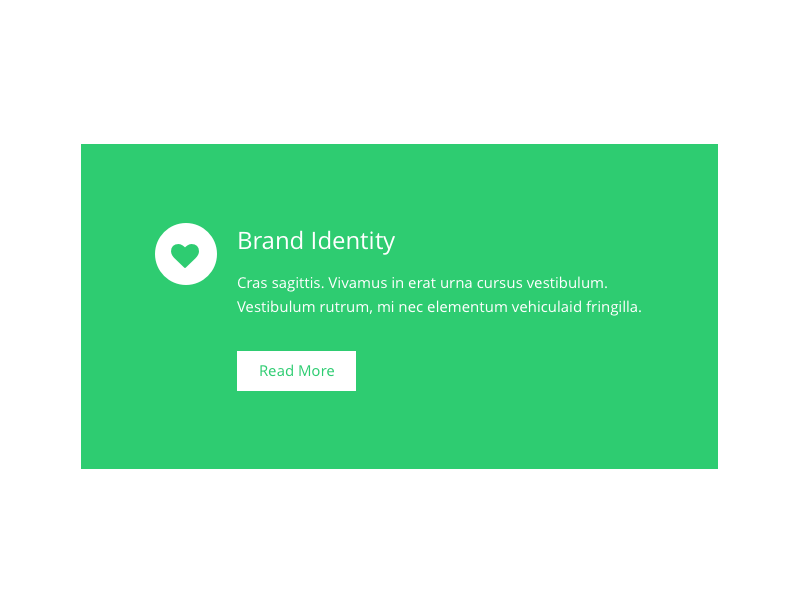 Brand Identity
Cras sagittis. Vivamus in erat urna cursus vestibulum.
Vestibulum rutrum, mi nec elementum vehiculaid fringilla.
Read More